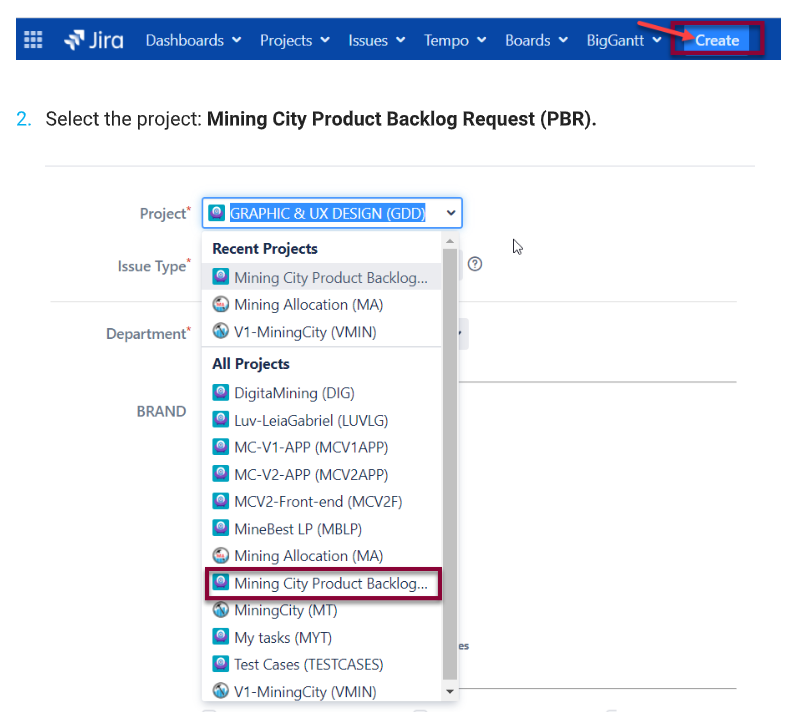 Jira Dashboards Projects Issues Tempo Boards BigGantt Create
2. Select the project: Mining City Product Backlog Request (PBR).
Project* GRAPHIC & UX DESIGN (GDD)
Recent Projects
Issue Type*
Mining City Product Backlog...
Mining Allocation (MA)
Department* V1-MiningCity (VMIN)
All Projects
DigitaMining (DIG)
BRAND
Luv-LeiaGabriel (LUVLG)
MC-V1-APP (MCV1APP)
MC-V2-APP (MCV2APP)
MCV2-Front-end (MCV2F)
MineBest LP (MBLP)
Mining Allocation (MA)
Mining City Product Backlog...
MiningCity (MT)
My tasks (MYT)
es
Test Cases (TESTCASES)
V1-MiningCity (VMIN)